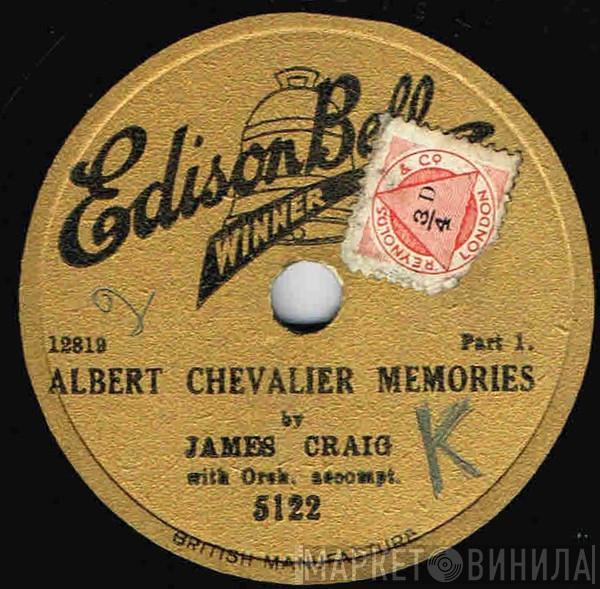 Edison Bell
WINNER
REYNOLDS & CO
LONDON
3/4 D
12819
Part 1.
ALBERT CHEVALIER MEMORIES
by
JAMES CRAIG
with Orch. accompt.
5122
BRITISH MANUFACTURE
K
МАРКЕТ ВИНИЛА